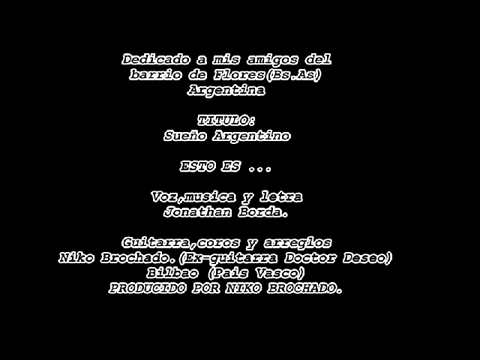 Dedicado a mis amigos del
barrio de Flores(Bs.As)
Argentina
TITULO:
Sueño Argentino
ESTO ES ...
Voz,musica y letra
Jonathan Borda.
Guitarra,coros y arreglos
Niko Brochado.(Ex-guitarra Doctor Deseo)
Bilbao (Pais Vasco)
PRODUCIDO POR NIKO BROCHADO.